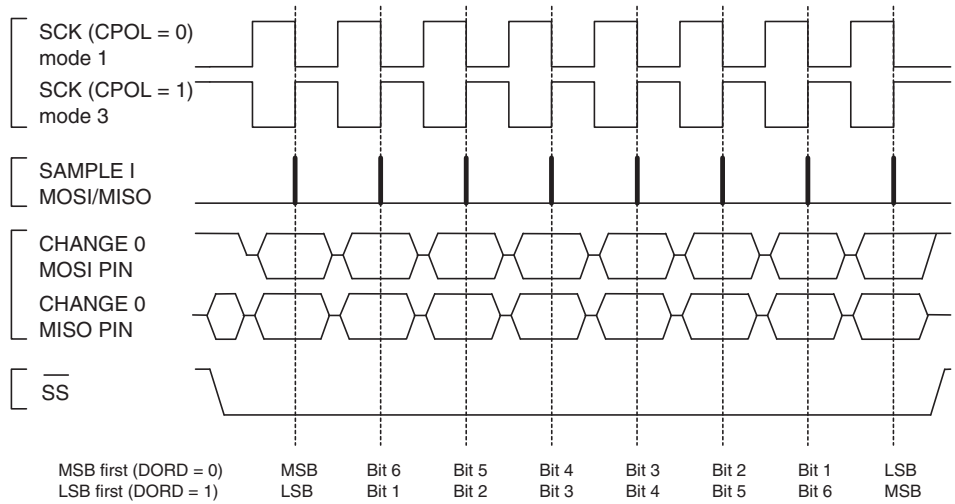 SCK (CPOL = 0)
mode 1
SCK (CPOL = 1)
mode 3
SAMPLE I
MOSI/MISO
CHANGE 0
MOSI PIN
CHANGE 0
MISO PIN
SS
MSB first (DORD = 0) MSB Bit 6 Bit 5 Bit 4 Bit 3 Bit 2 Bit 1 LSB
LSB first (DORD = 1) LSB Bit 1 Bit 2 Bit 3 Bit 4 Bit 5 Bit 6 MSB